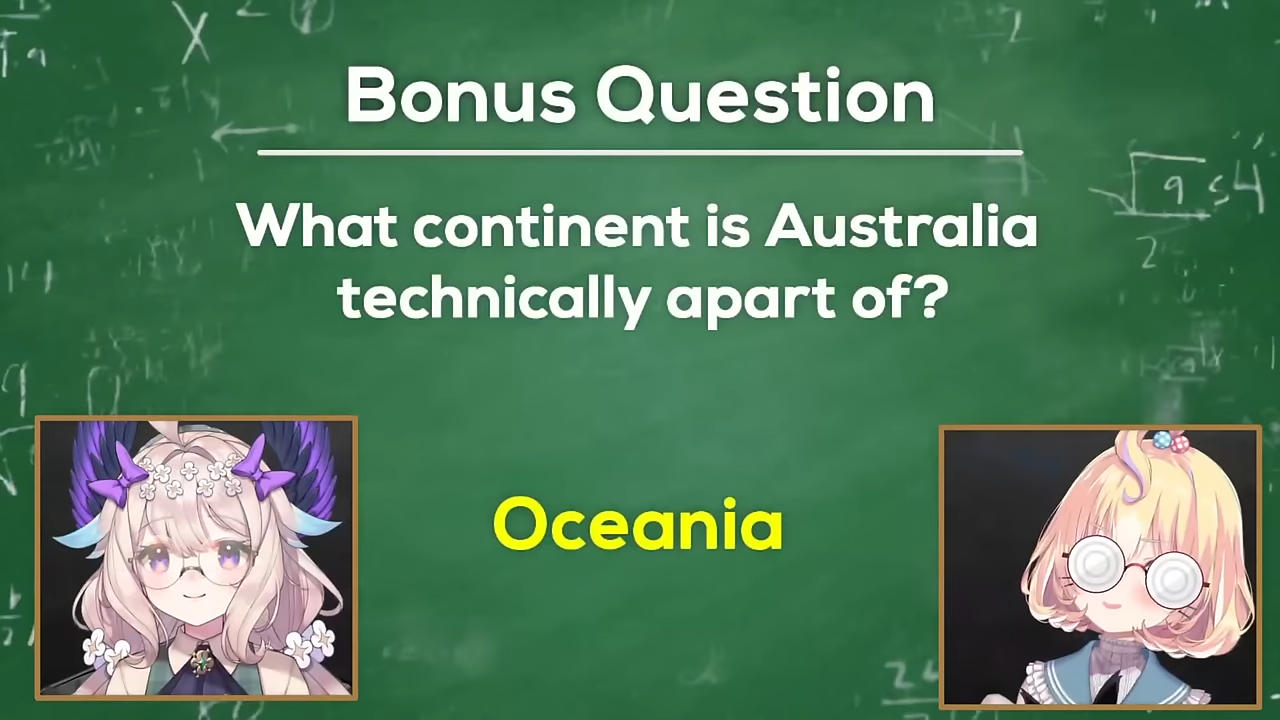 Bonus Question
What continent is Australia
technically apart of?
Oceania